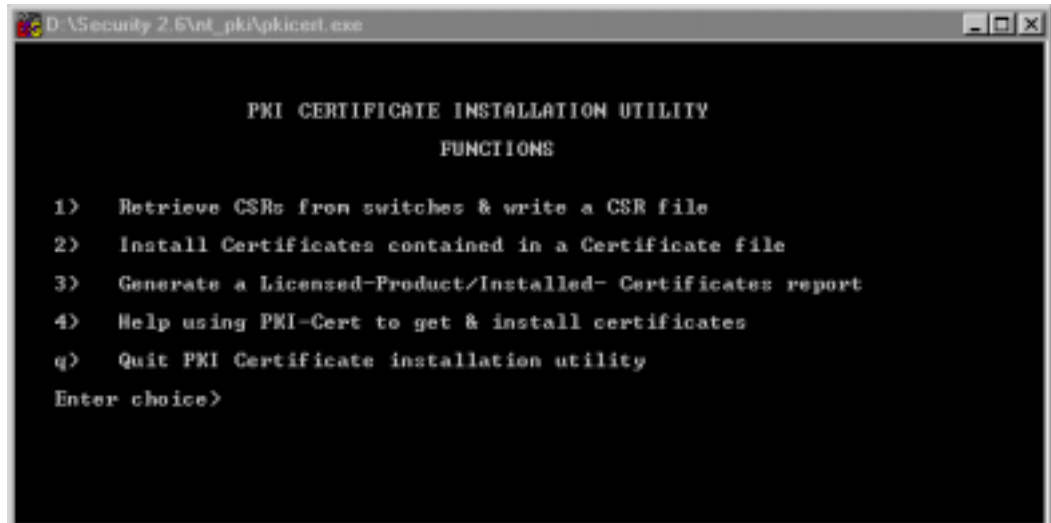 D:\Security 2.6\nt_pki\pkicert.exe
PKI CERTIFICATE INSTALLATION UTILITY
FUNCTIONS
1) Retrieve CSRs from switches & write a CSR file
2) Install Certificates contained in a Certificate file
3) Generate a Licensed-Product/Installed- Certificates report
4) Help using PKI-Cert to get & install certificates
q) Quit PKI Certificate installation utility
Enter choice>